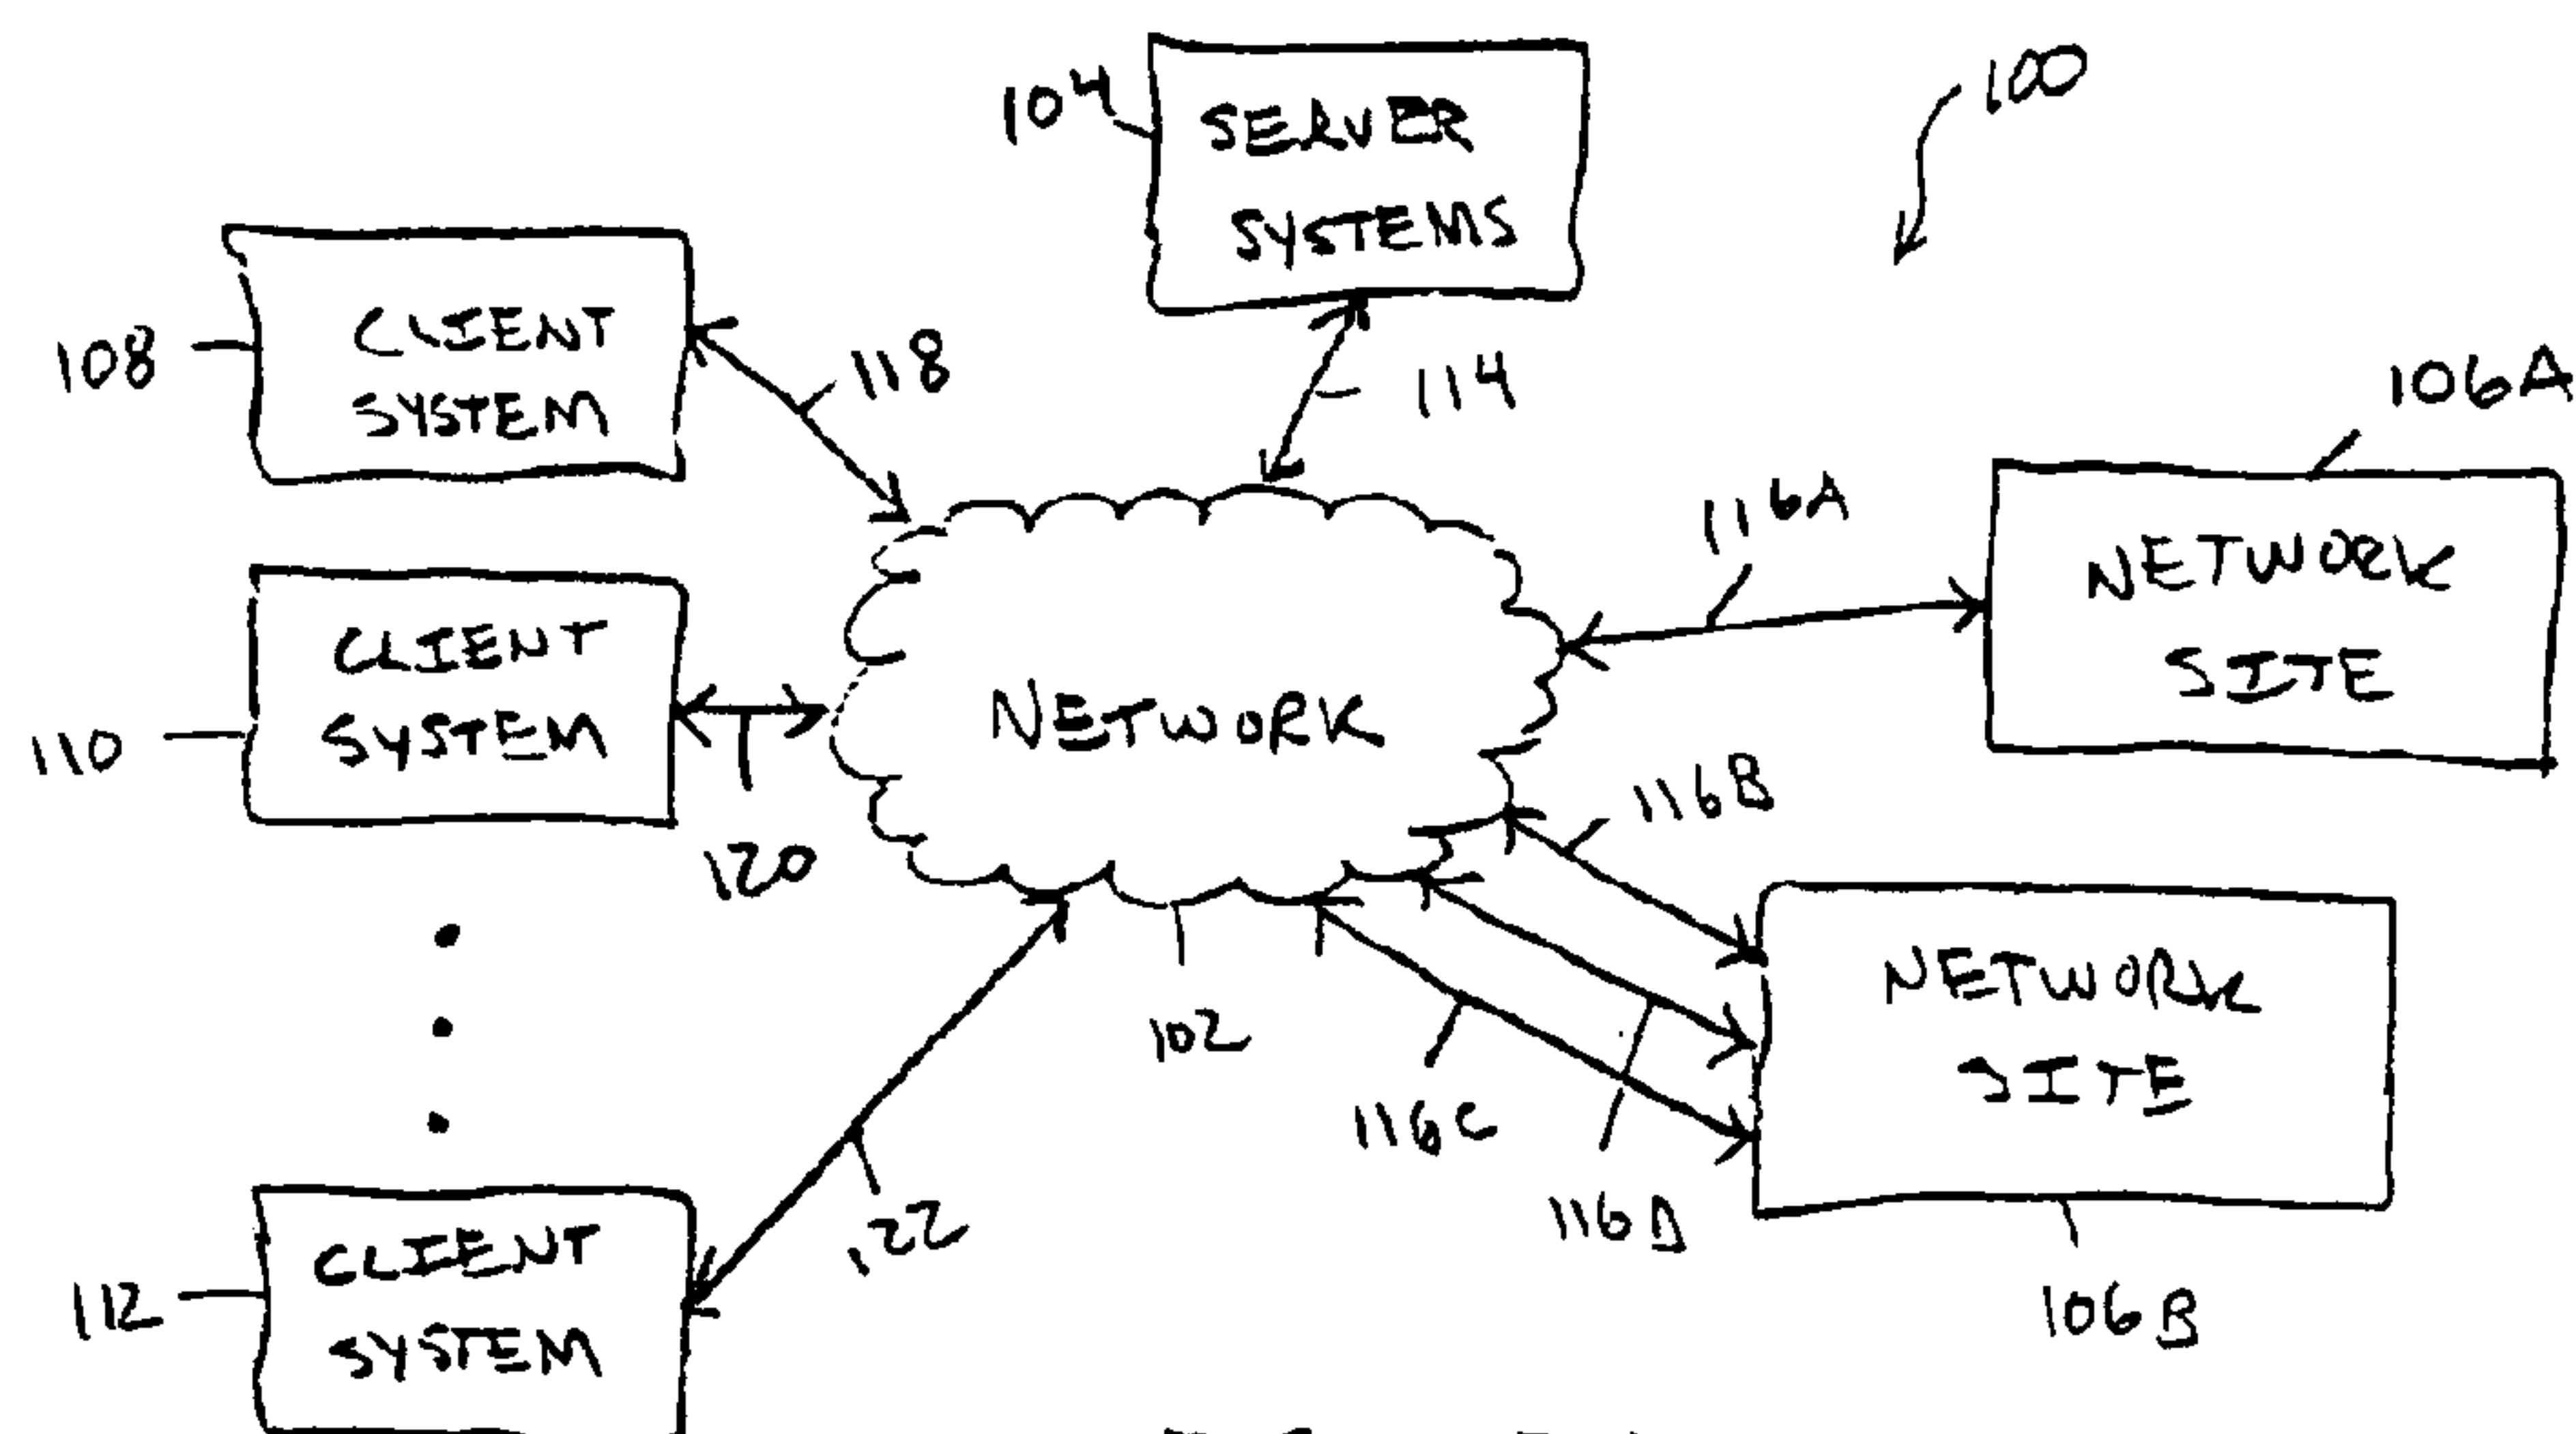 100
104
SERVER
SYSTEMS
108
CLIENT
SYSTEM
118
114
106A
116A
NETWORK
SITE
110
CLIENT
SYSTEM
120
NETWORK
116B
102
NETWORK
SITE
116C
116D
106B
112
CLIENT
SYSTEM
122